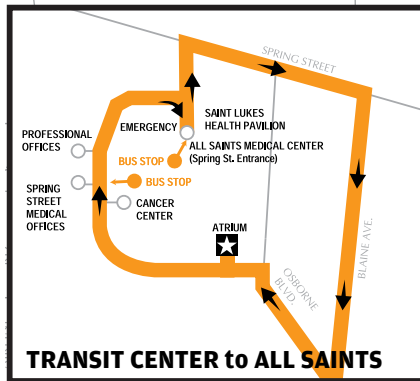 SPRING STREET
SAINT LUKES
HEALTH PAVILION
EMERGENCY
ALL SAINTS MEDICAL CENTER
(Spring St. Entrance)
PROFESSIONAL
OFFICES
BUS STOP
BUS STOP
SPRING
STREET
MEDICAL
OFFICES
CANCER
CENTER
ATRIUM
BLAINE AVE.
OSBORNE
BLVD.
TRANSIT CENTER to ALL SAINTS